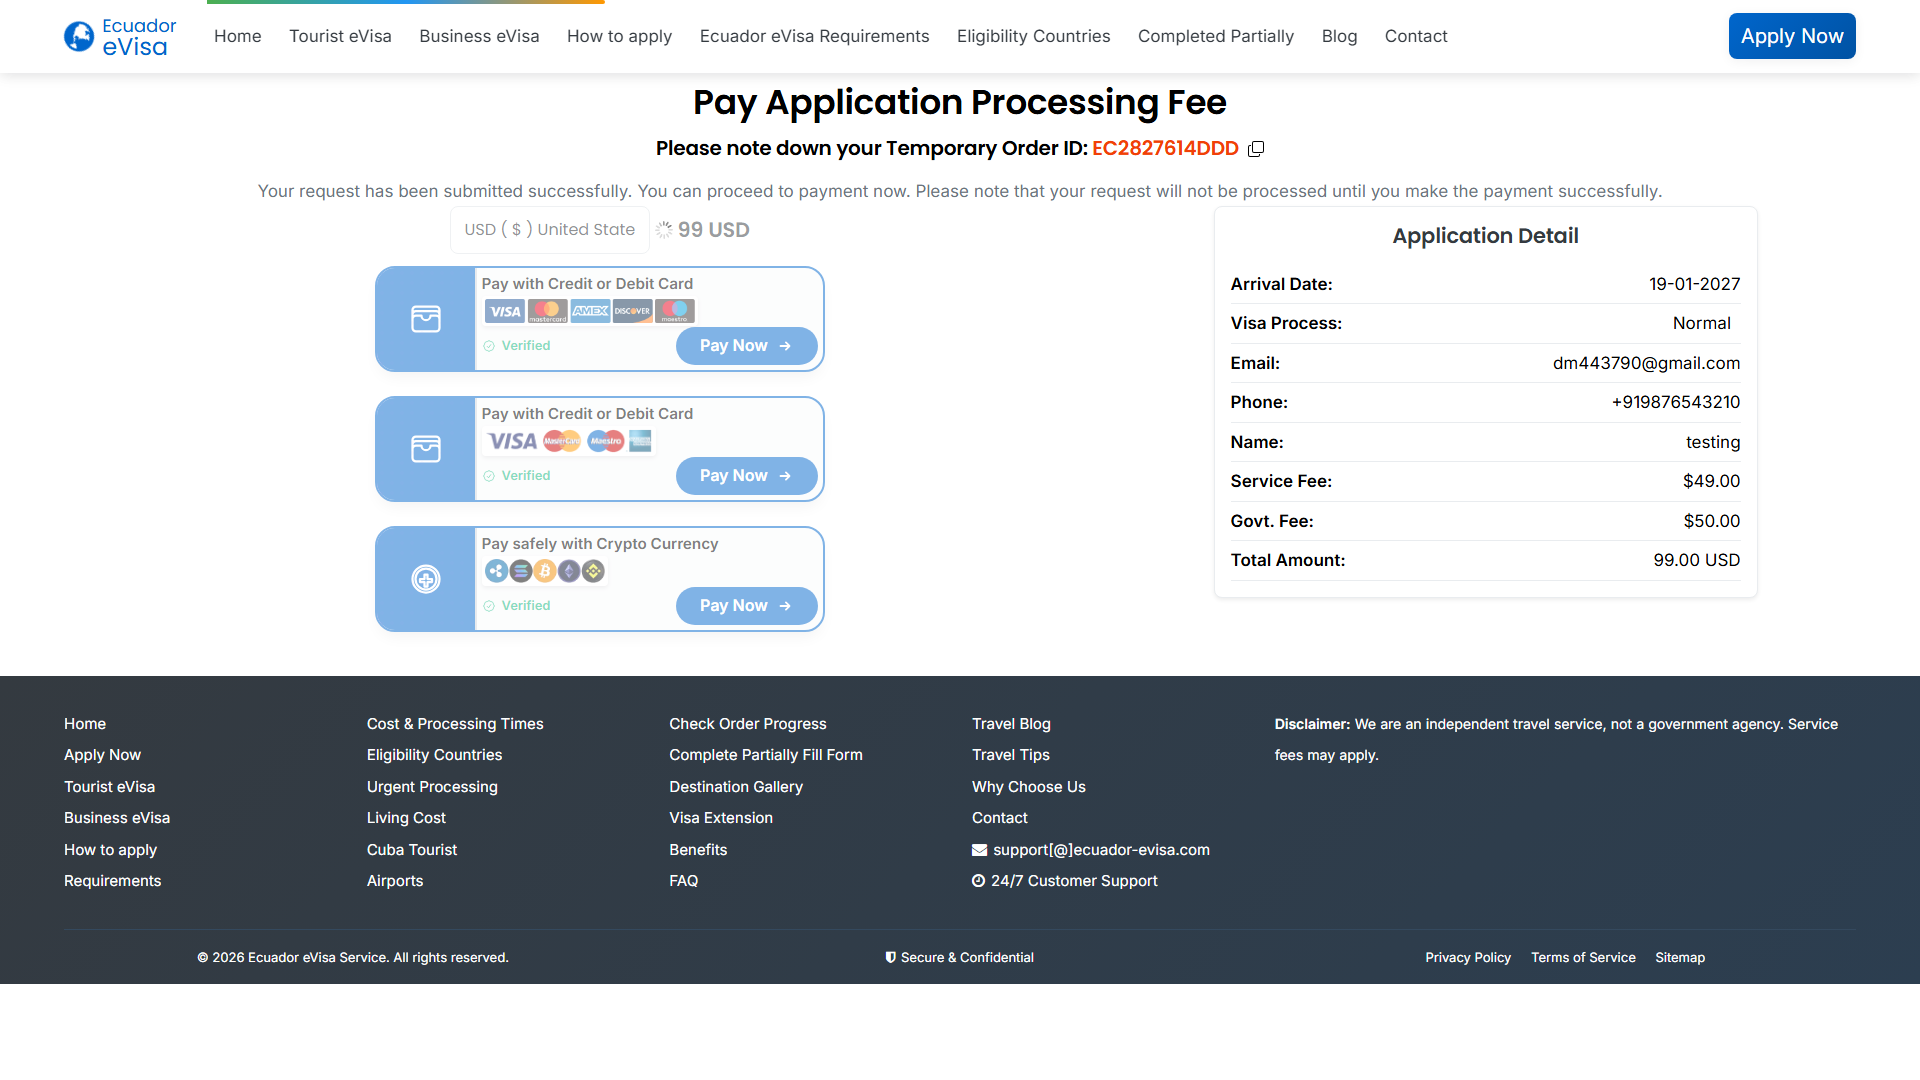 Ecuador
eVisa
Home
Tourist eVisa
Business eVisa
How to apply
Ecuador eVisa Requirements
Eligibility Countries
Completed Partially
Blog
Contact
Apply Now
Pay Application Processing Fee
Please note down your Temporary Order ID: EC2827614DDD
Your request has been submitted successfully. You can proceed to payment now. Please note that your request will not be processed until you make the payment successfully.
USD ( $ ) United State
99 USD
Pay with Credit or Debit Card
VISA mastercard AMEX DISCOVER maestro
Verified
Pay Now
Pay with Credit or Debit Card
VISA MasterCard Maestro
Verified
Pay Now
Pay safely with Crypto Currency
Verified
Pay Now
Application Detail
Arrival Date: 19-01-2027
Visa Process: Normal
Email: dm443790@gmail.com
Phone: +919876543210
Name: testing
Service Fee: $49.00
Govt. Fee: $50.00
Total Amount: 99.00 USD
Home
Apply Now
Tourist eVisa
Business eVisa
How to apply
Requirements
Cost & Processing Times
Eligibility Countries
Urgent Processing
Living Cost
Cuba Tourist
Airports
Check Order Progress
Complete Partially Fill Form
Destination Gallery
Visa Extension
Benefits
FAQ
Travel Blog
Travel Tips
Why Choose Us
Contact
support[@]ecuador-evisa.com
24/7 Customer Support
Disclaimer: We are an independent travel service, not a government agency. Service
fees may apply.
© 2026 Ecuador eVisa Service. All rights reserved.
Secure & Confidential
Privacy Policy
Terms of Service
Sitemap